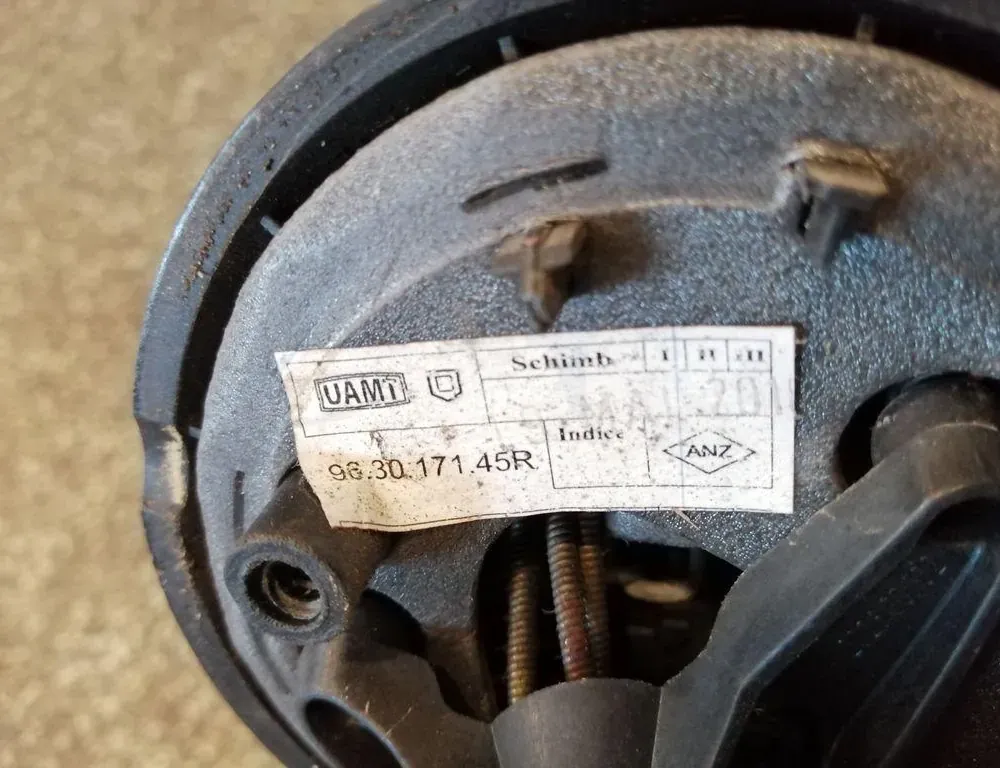 UAMT
Schimb I II III
96.30.171.45R
Indice
ANZ